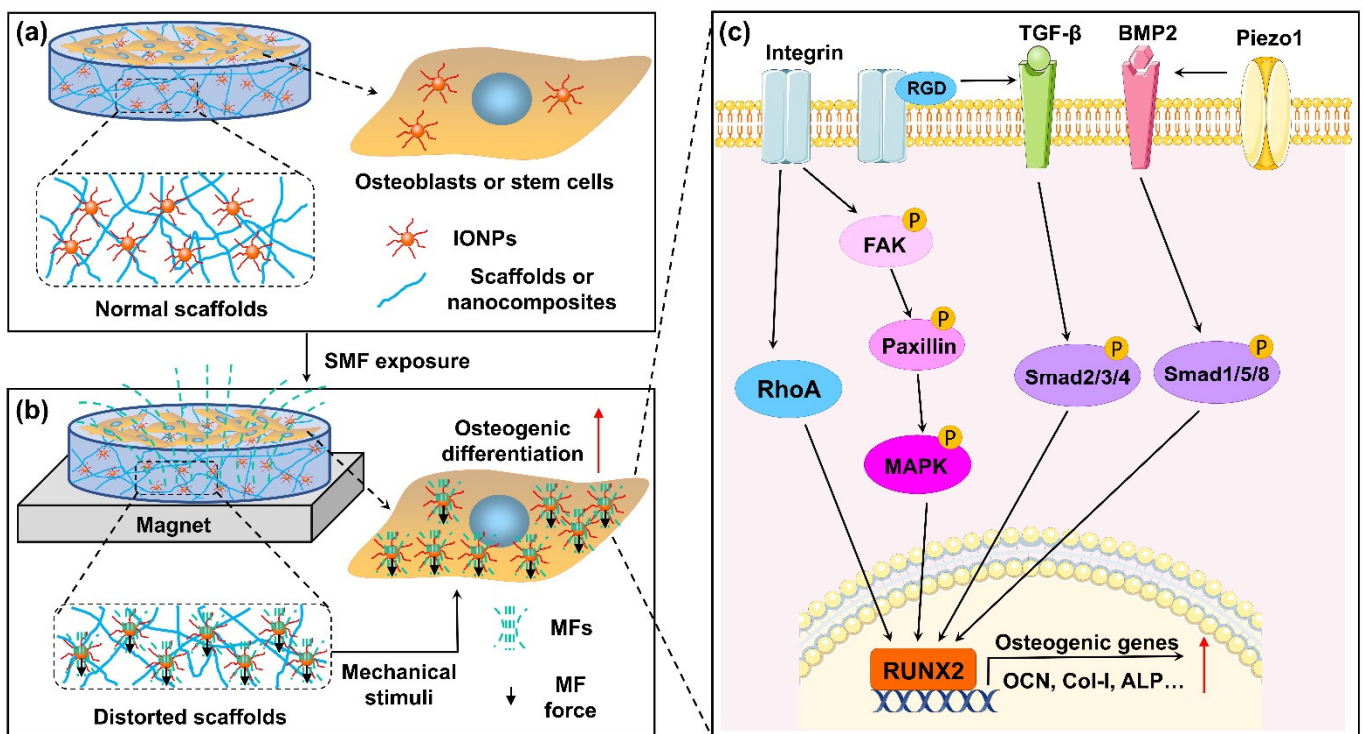 (a)
Osteoblasts or stem cells
IONPs
Scaffolds or
nanocomposites
Normal scaffolds
SMF exposure
(b)
Osteogenic
differentiation
Magnet
MFs
Mechanical
stimuli
MF
force
Distorted scaffolds
(c)
Integrin
TGF-β
BMP2
Piezo1
RGD
P
FAK
P
Paxillin
P
Smad2/3/4
P
Smad1/5/8
RhoA
P
MAPK
RUNX2
Osteogenic genes
OCN, Col-I, ALP...